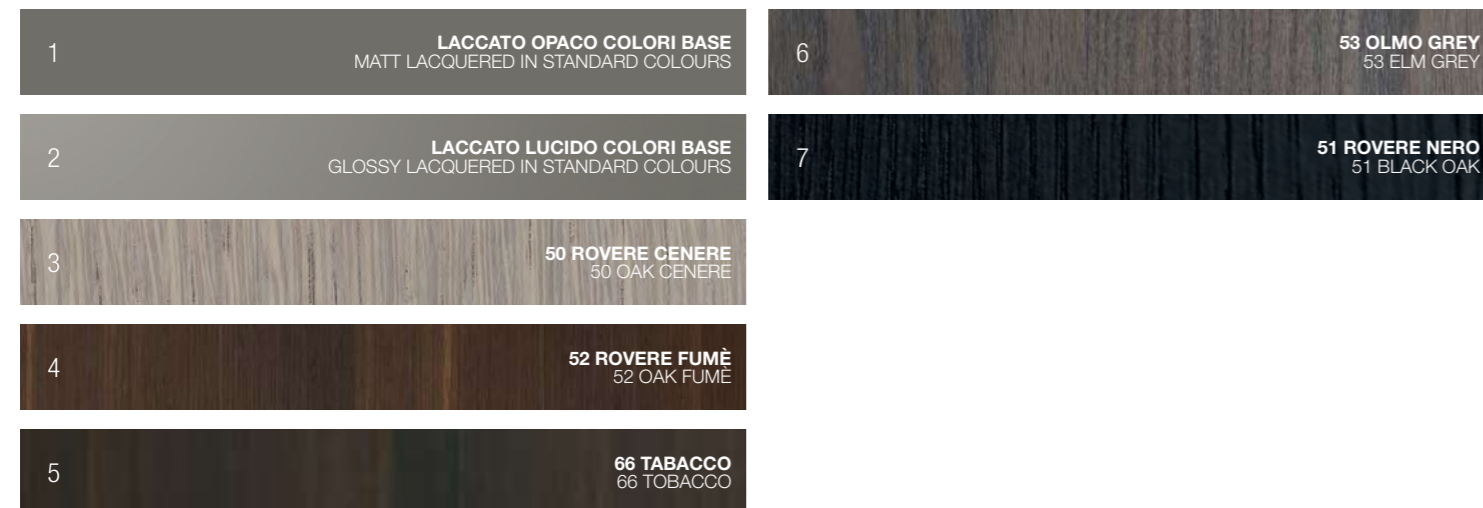 1
LACCATO OPACO COLORI BASE
MATT LACQUERED IN STANDARD COLOURS
2
LACCATO LUCIDO COLORI BASE
GLOSSY LACQUERED IN STANDARD COLOURS
3
50 ROVERE CENERE
50 OAK CENERE
4
52 ROVERE FUMÈ
52 OAK FUMÈ
5
66 TABACCO
66 TOBACCO
6
53 OLMO GREY
53 ELM GREY
7
51 ROVERE NERO
51 BLACK OAK